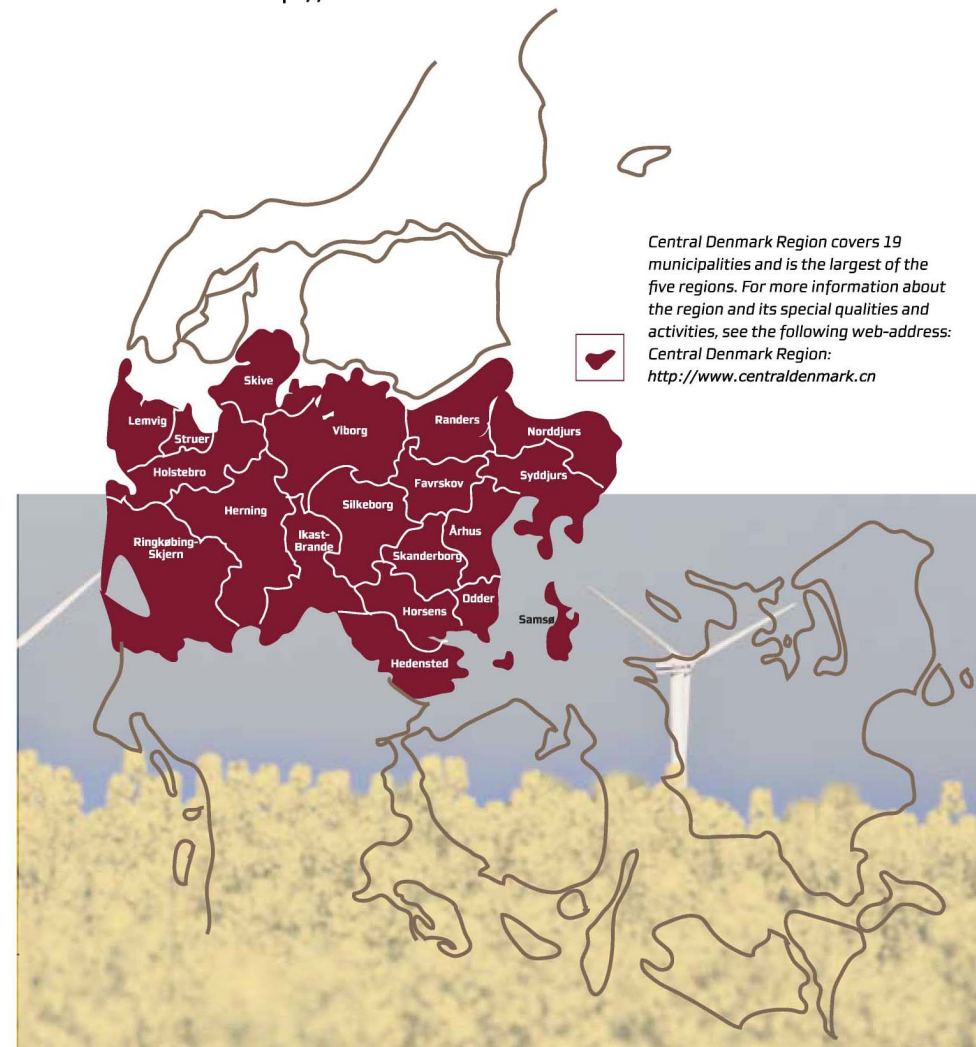 Central Denmark Region covers 19
municipalities and is the largest of the
five regions. For more information about
the region and its special qualities and
activities, see the following web-address:
Central Denmark Region:
http://www.centraldenmark.cn
Skive
Lemvig
Struer
Viborg
Randers
Norddjurs
Holstebro
Syddjurs
Favrskov
Herning
Silkeborg
Århus
Ikast-
Brande
Ringkøbing-
Skjern
Skanderborg
Odder
Horsens
Samsø
Hedensted